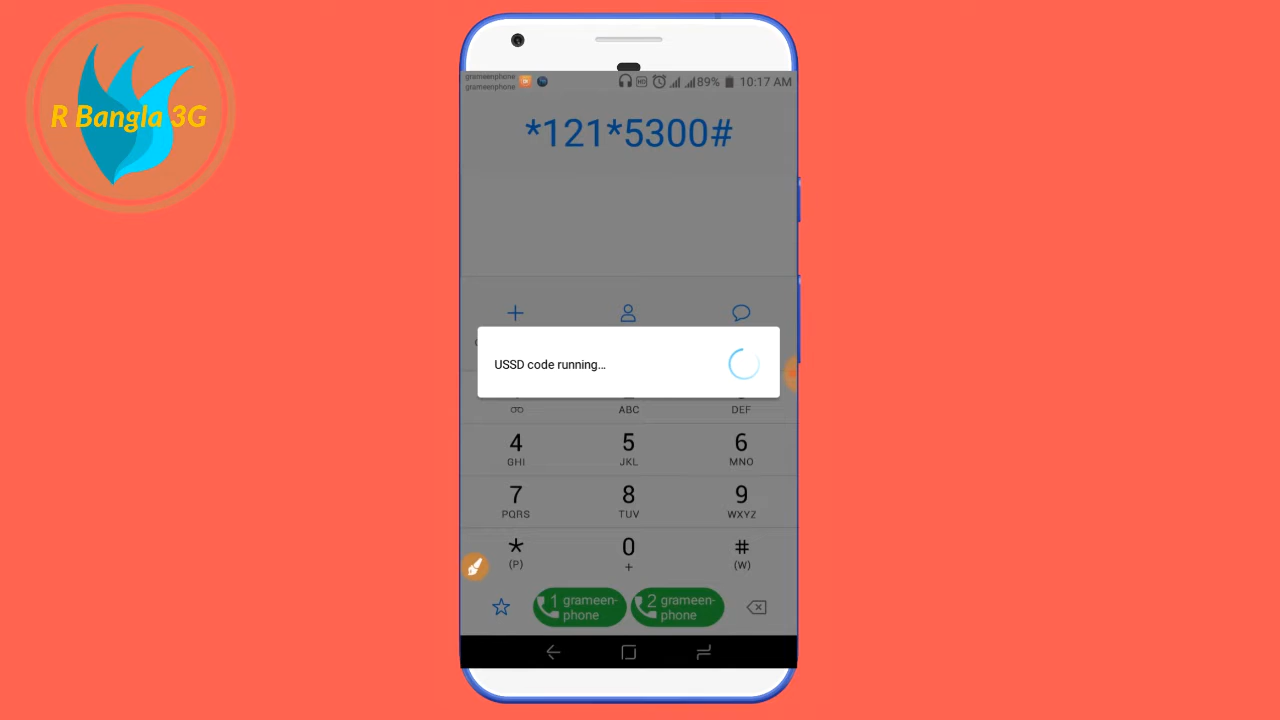 R Bangla 3G
grameenphone
grameenphone
HD
89%
10:17 AM
*121*5300#
USSD code running...
ABC
DEF
4
5
6
GHI
JKL
MNO
7
8
9
PQRS
TUV
WXYZ
*
0
#
(P)
+
(W)
1 grameen-
phone
2 grameen-
phone